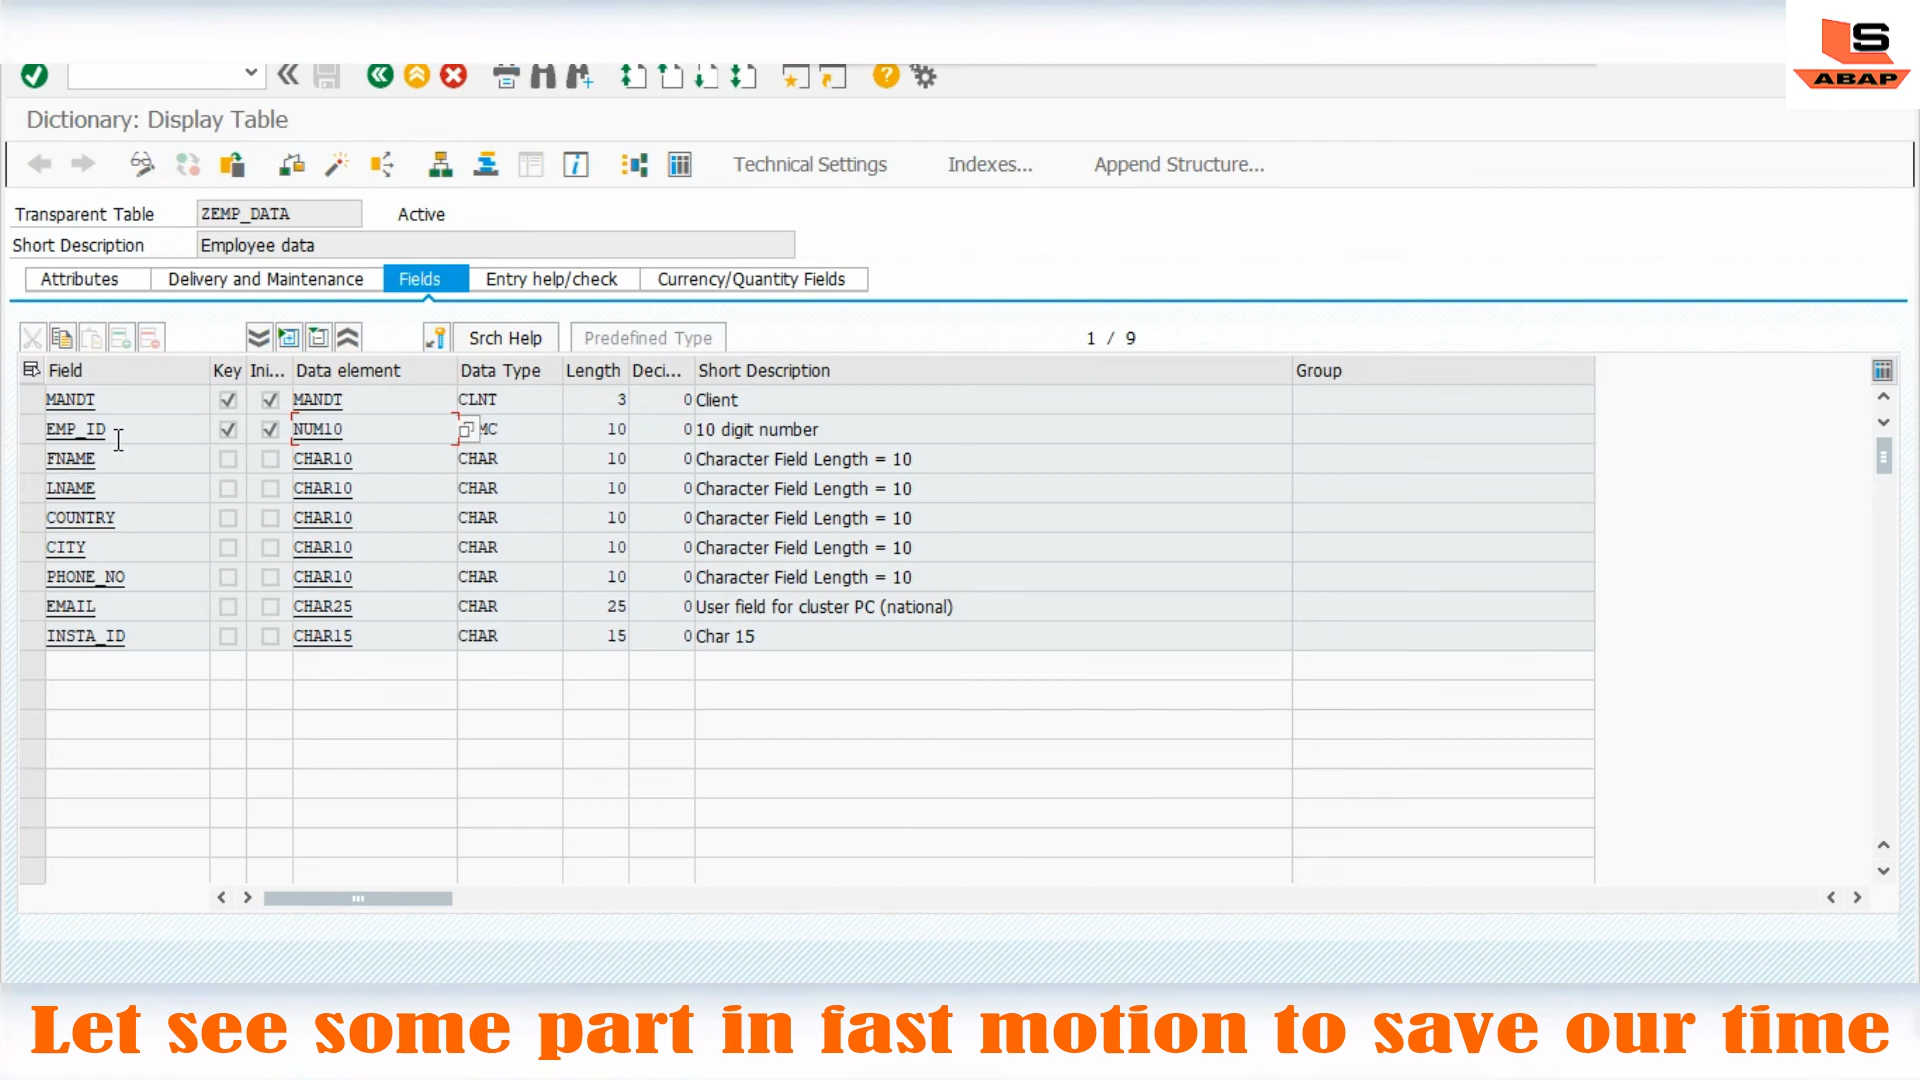 S
ABAP
Dictionary: Display Table
Technical Settings Indexes... Append Structure...
Transparent Table ZEMP_DATA Active
Short Description Employee data
Attributes Delivery and Maintenance Fields Entry help/check Currency/Quantity Fields
Srch Help Predefined Type 1 / 9
Field Key Ini... Data element Data Type Length Deci... Short Description Group
MANDT MANDT CLNT 3 0 Client
EMP_ID NUM10 MC 10 0 10 digit number
FNAME CHAR10 CHAR 10 0 Character Field Length = 10
LNAME CHAR10 CHAR 10 0 Character Field Length = 10
COUNTRY CHAR10 CHAR 10 0 Character Field Length = 10
CITY CHAR10 CHAR 10 0 Character Field Length = 10
PHONE_NO CHAR10 CHAR 10 0 Character Field Length = 10
EMAIL CHAR25 CHAR 25 0 User field for cluster PC (national)
INSTA_ID CHAR15 CHAR 15 0 Char 15
Let see some part in fast motion to save our time